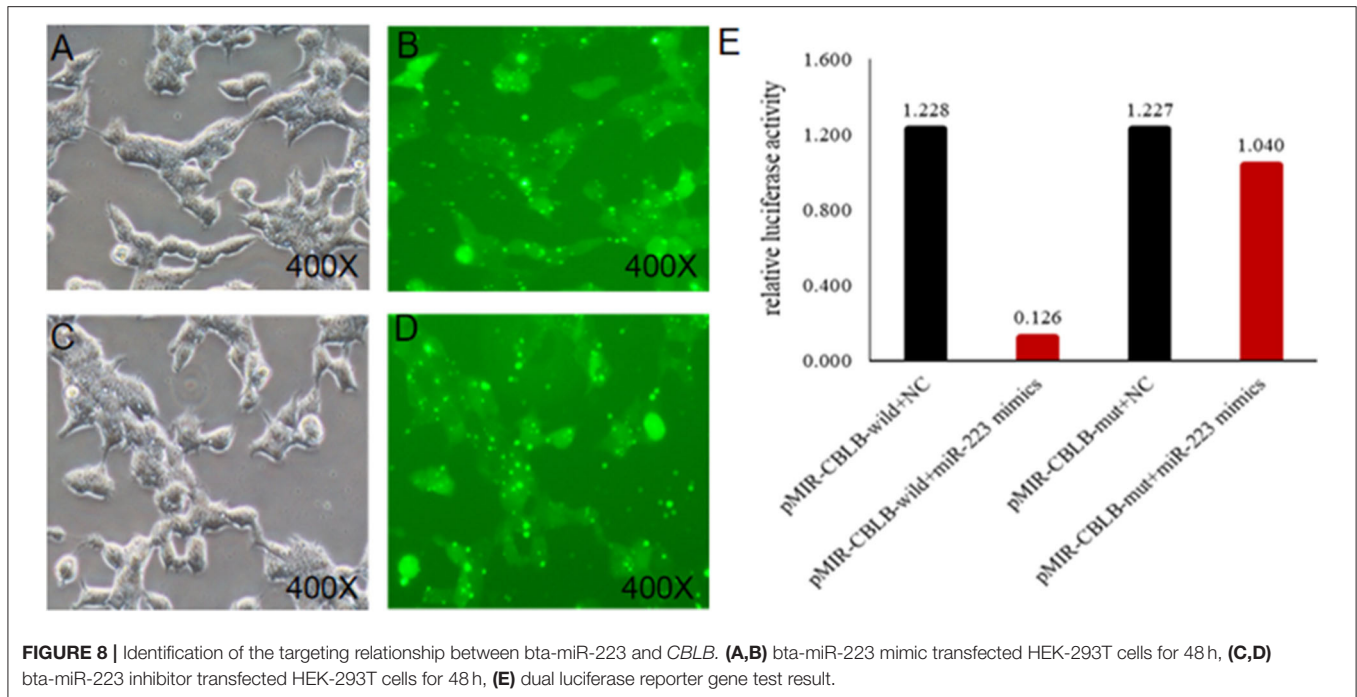 A
400X
B
400X
C
400X
D
400X
E
relative luciferase activity
1.600
1.200
0.800
0.400
0.000
1.228
0.126
1.227
1.040
pMIR-CBLB-wild+NC
pMIR-CBLB-wild+miR-223 mimics
pMIR-CBLB-mut+NC
pMIR-CBLB-mut+miR-223 mimics
FIGURE 8 | Identification of the targeting relationship between bta-miR-223 and CBLB. (A,B) bta-miR-223 mimic transfected HEK-293T cells for 48 h, (C,D)
bta-miR-223 inhibitor transfected HEK-293T cells for 48 h, (E) dual luciferase reporter gene test result.